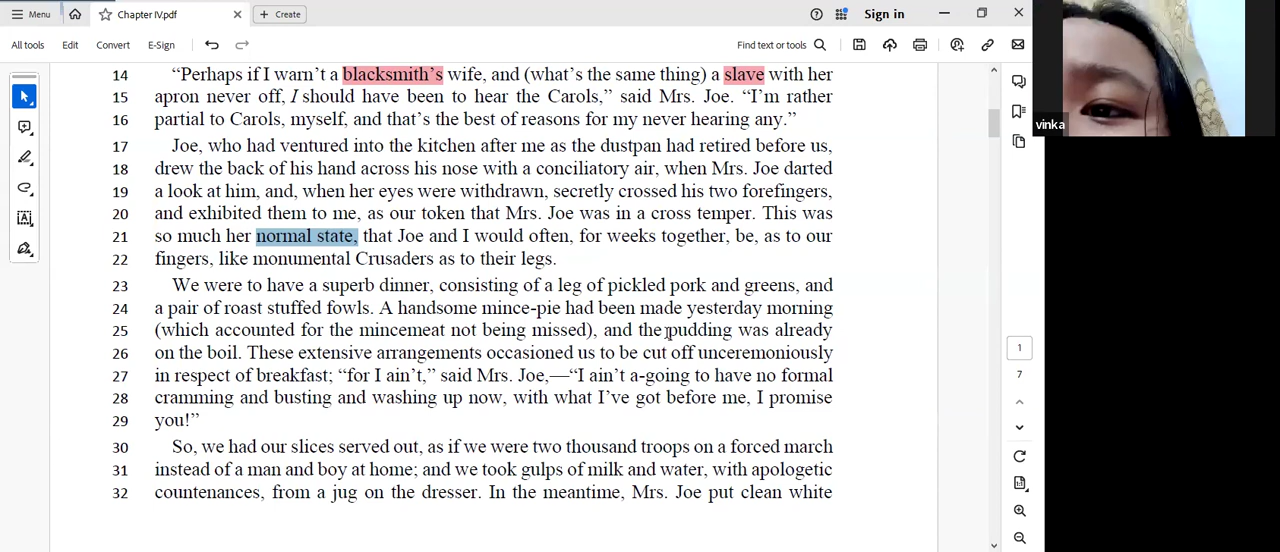 Menu
Chapter IV.pdf
Create
Sign in
All tools
Edit
Convert
E-Sign
Find text or tools
14 “Perhaps if I warn’t a blacksmith’s wife, and (what’s the same thing) a slave with her
15 apron never off, I should have been to hear the Carols,” said Mrs. Joe. “I’m rather
16 partial to Carols, myself, and that’s the best of reasons for my never hearing any.”
17 Joe, who had ventured into the kitchen after me as the dustpan had retired before us,
18 drew the back of his hand across his nose with a conciliatory air, when Mrs. Joe darted
19 a look at him, and, when her eyes were withdrawn, secretly crossed his two forefingers,
20 and exhibited them to me, as our token that Mrs. Joe was in a cross temper. This was
21 so much her normal state, that Joe and I would often, for weeks together, be, as to our
22 fingers, like monumental Crusaders as to their legs.
23 We were to have a superb dinner, consisting of a leg of pickled pork and greens, and
24 a pair of roast stuffed fowls. A handsome mince-pie had been made yesterday morning
25 (which accounted for the mincemeat not being missed), and the pudding was already
26 on the boil. These extensive arrangements occasioned us to be cut off unceremoniously
27 in respect of breakfast; “for I ain’t,” said Mrs. Joe,—“I ain’t a-going to have no formal
28 cramming and busting and washing up now, with what I’ve got before me, I promise
29 you!”
30 So, we had our slices served out, as if we were two thousand troops on a forced march
31 instead of a man and boy at home; and we took gulps of milk and water, with apologetic
32 countenances, from a jug on the dresser. In the meantime, Mrs. Joe put clean white
1
7
vinka